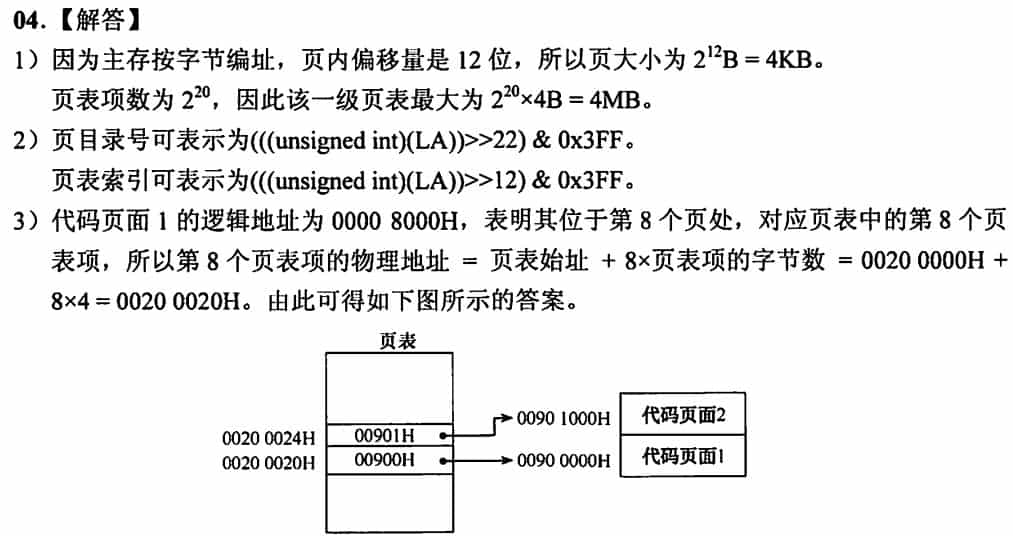 04.【解答】
1）因为主存按字节编址，页内偏移量是 12 位，所以页大小为 2¹²B = 4KB。
页表项数为 2²⁰，因此该一级页表最大为 2²⁰×4B = 4MB。
2）页目录号可表示为(((unsigned int)(LA))>>22) & 0x3FF。
页表索引可表示为(((unsigned int)(LA))>>12) & 0x3FF。
3）代码页面 1 的逻辑地址为 0000 8000H，表明其位于第 8 个页处，对应页表中的第 8 个页
表项，所以第 8 个页表项的物理地址 = 页表始址 + 8×页表项的字节数 = 0020 0000H +
8×4 = 0020 0020H。由此可得如下图所示的答案。
页表
0090 1000H 代码页面2
0020 0024H 00901H
0020 0020H 00900H 0090 0000H 代码页面1